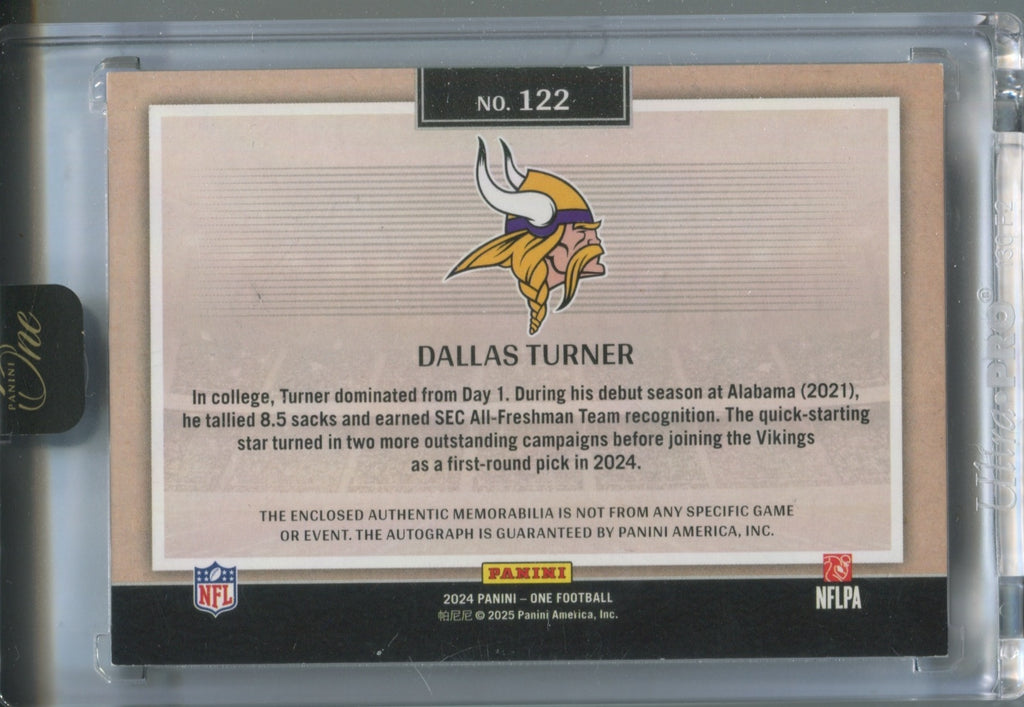 NO. 122
DALLAS TURNER
In college, Turner dominated from Day 1. During his debut season at Alabama (2021),
he tallied 8.5 sacks and earned SEC All-Freshman Team recognition. The quick-starting
star turned in two more outstanding campaigns before joining the Vikings
as a first-round pick in 2024.
THE ENCLOSED AUTHENTIC MEMORABILIA IS NOT FROM ANY SPECIFIC GAME
OR EVENT. THE AUTOGRAPH IS GUARANTEED BY PANINI AMERICA, INC.
NFL
PANINI
NFLPA
2024 PANINI – ONE FOOTBALL
帕尼尼 © 2025 Panini America, Inc.
PANINI
One
Ultra PRO®